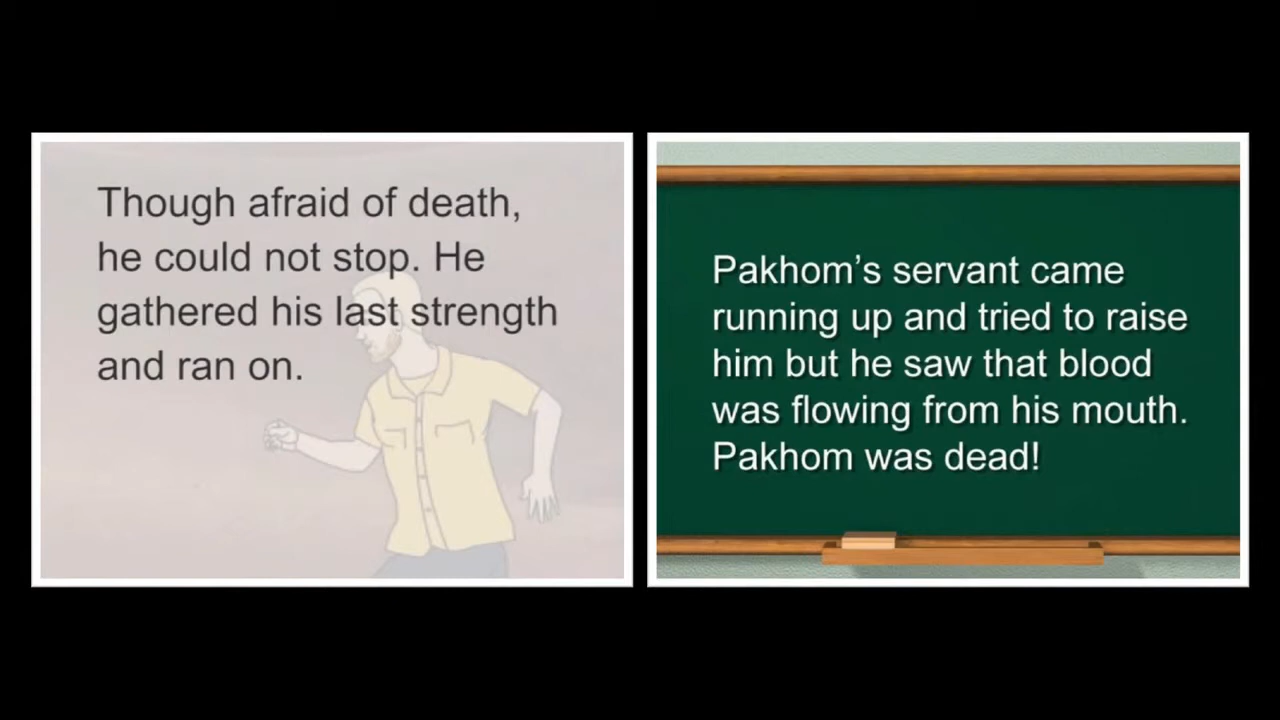 Though afraid of death,
he could not stop. He
gathered his last strength
and ran on.
Pakhom’s servant came
running up and tried to raise
him but he saw that blood
was flowing from his mouth.
Pakhom was dead!